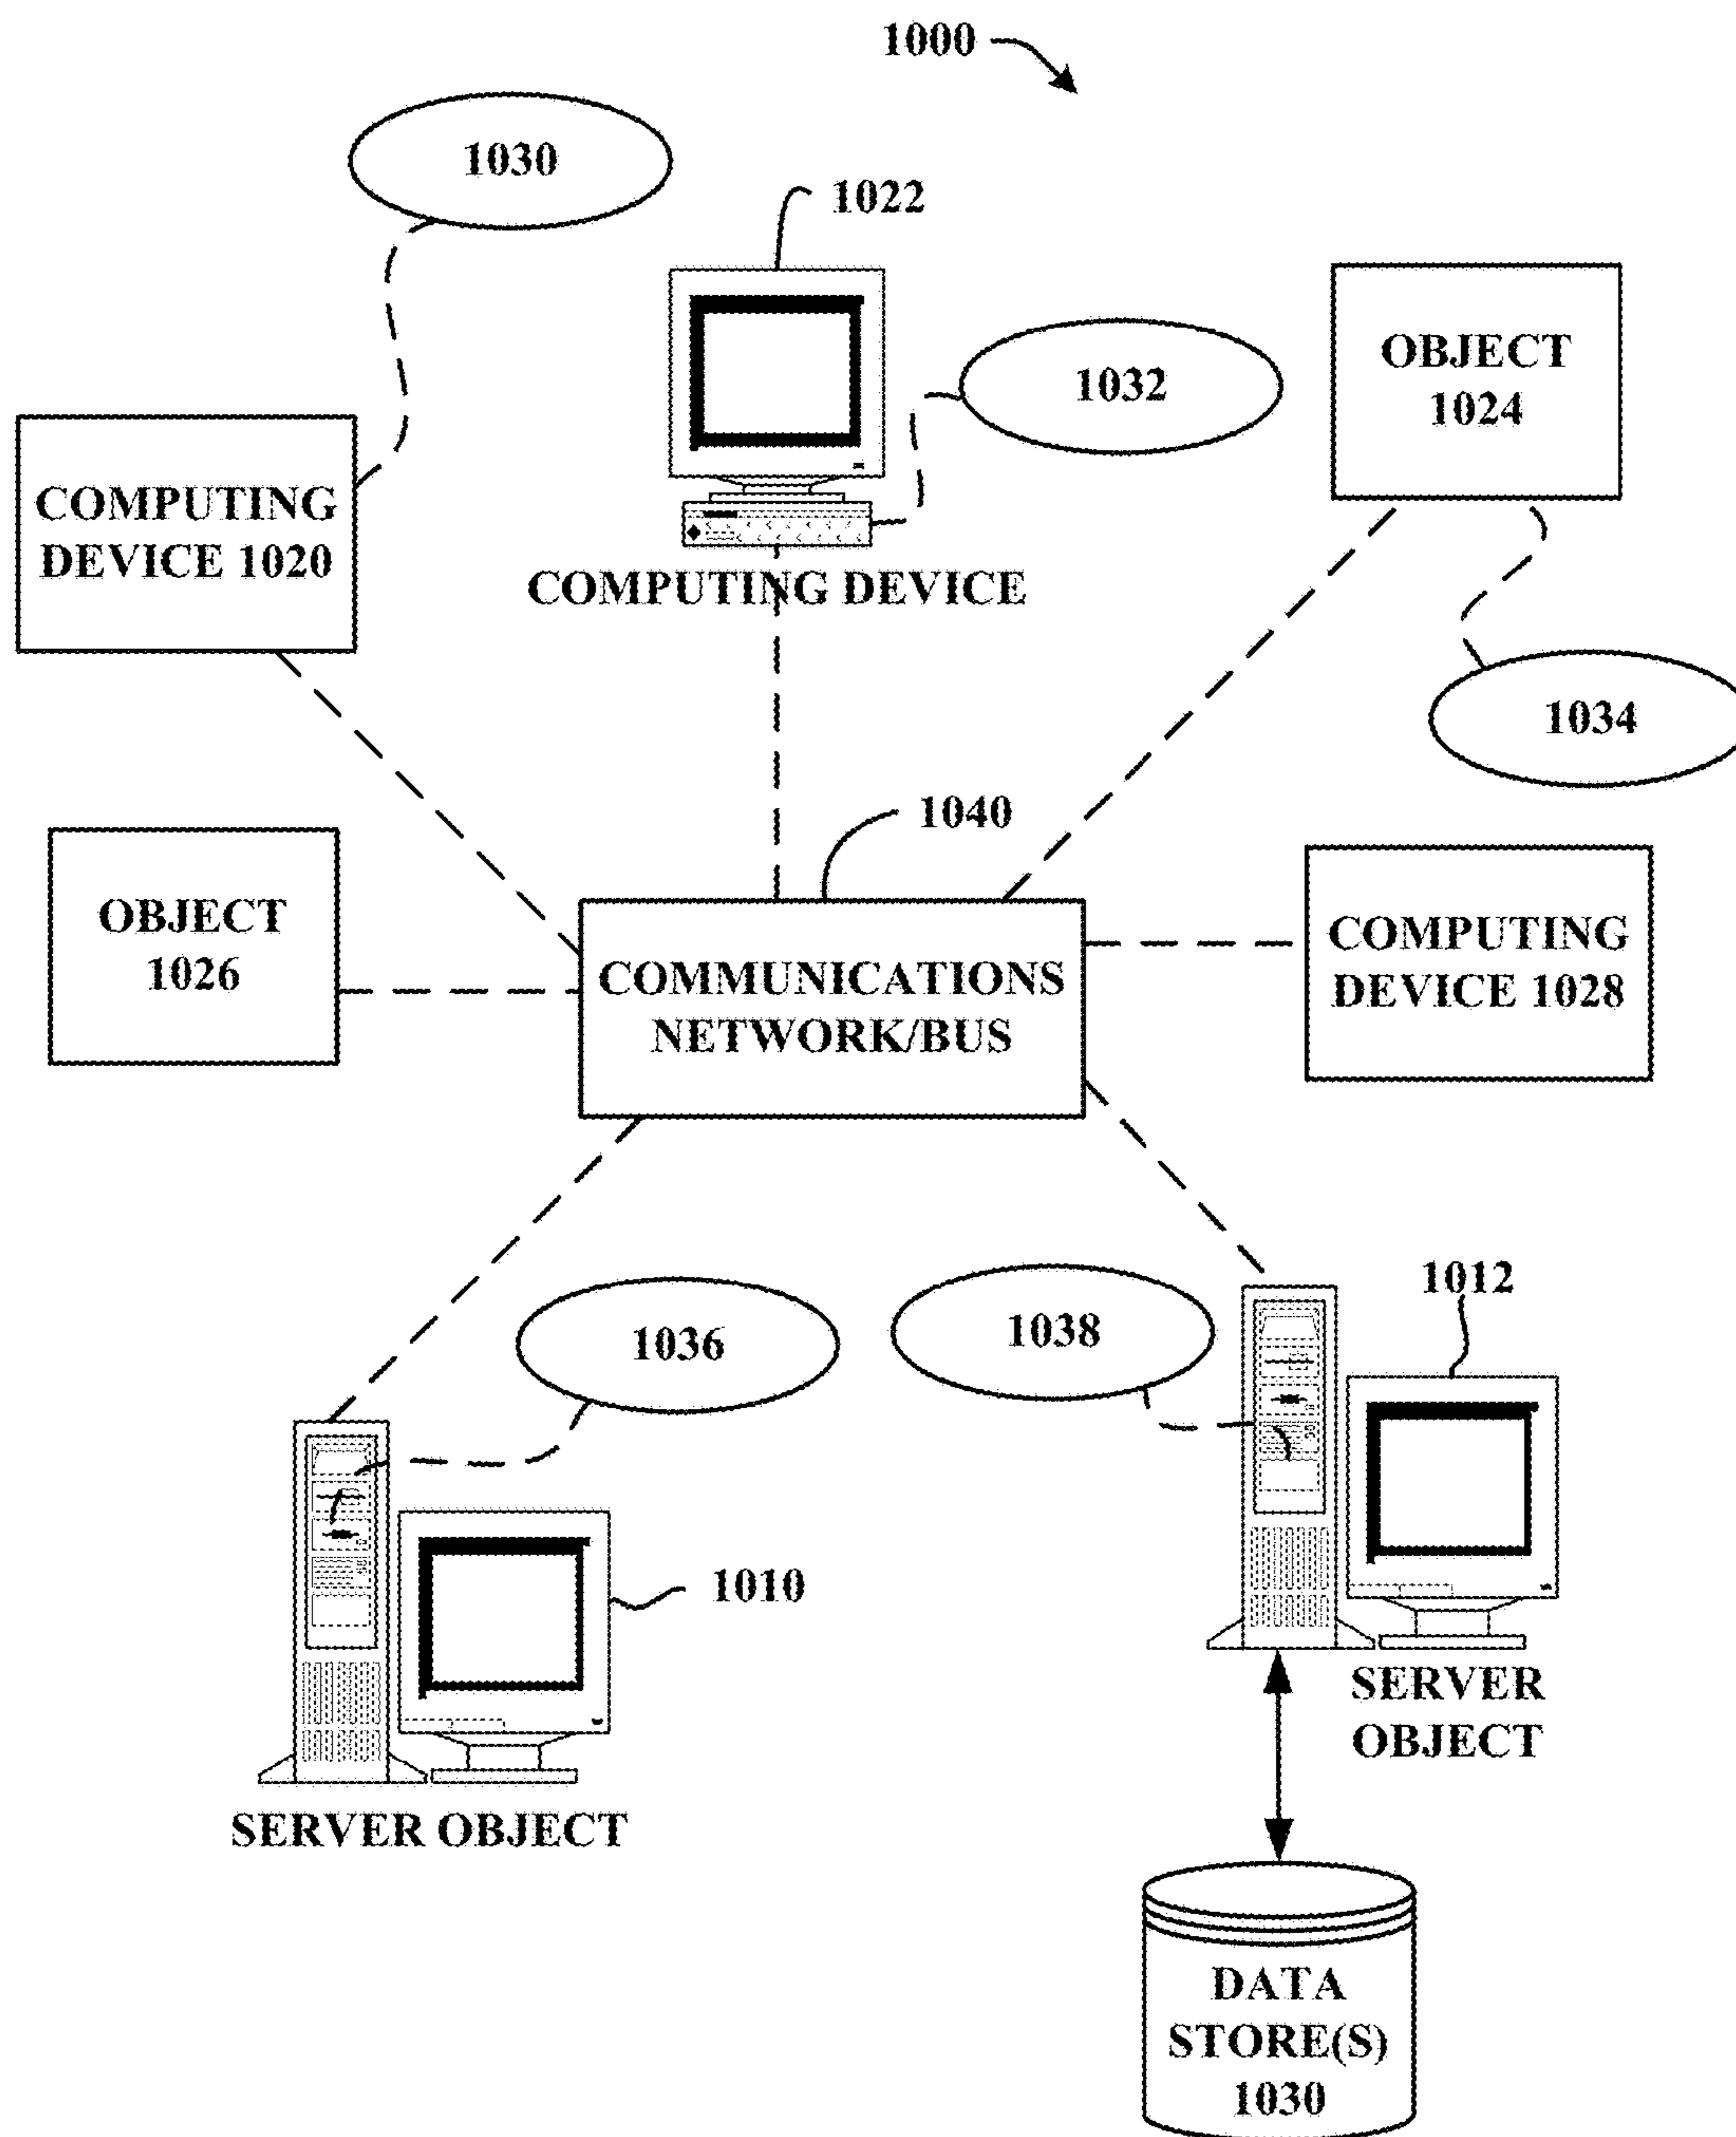 1000
1030
1022
1032
OBJECT
1024
COMPUTING
DEVICE 1020
COMPUTING DEVICE
1034
1040
OBJECT
1026
COMMUNICATIONS
NETWORK/BUS
COMPUTING
DEVICE 1028
1036
1038
1012
1010
SERVER OBJECT
SERVER
OBJECT
DATA
STORE(S)
1030